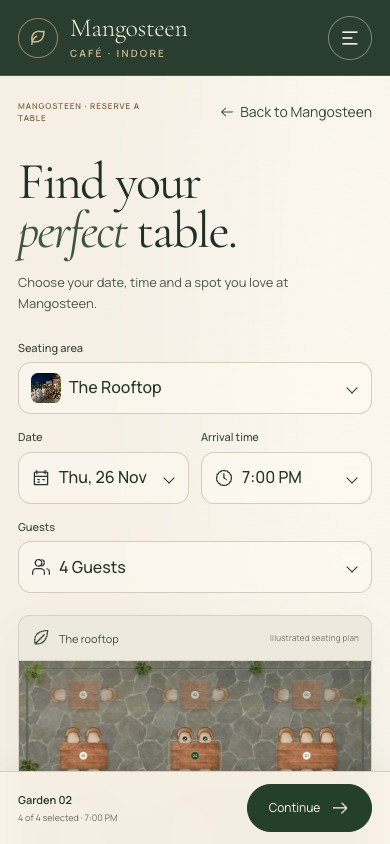 Mangosteen
CAFÉ · INDORE
MANGOSTEEN · RESERVE A
TABLE
Back to Mangosteen
Find your
perfect table.
Choose your date, time and a spot you love at
Mangosteen.
Seating area
The Rooftop
Date
Arrival time
Thu, 26 Nov
7:00 PM
Guests
4 Guests
The rooftop
Illustrated seating plan
Garden 02
4 of 4 selected · 7:00 PM
Continue